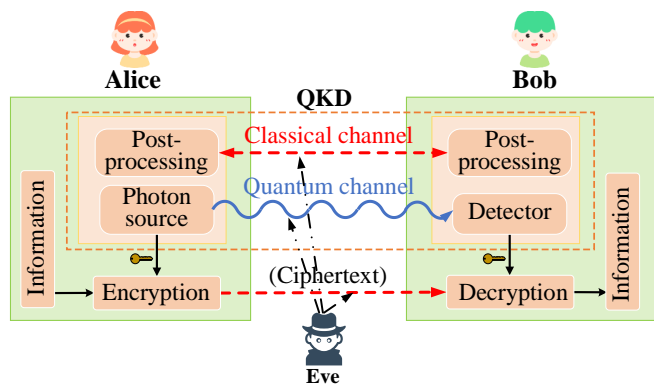 Alice
Bob
QKD
Post-
processing
Classical channel
Post-
processing
Photon
source
Quantum channel
Detector
Information
Information
Encryption
(Ciphertext)
Decryption
Eve